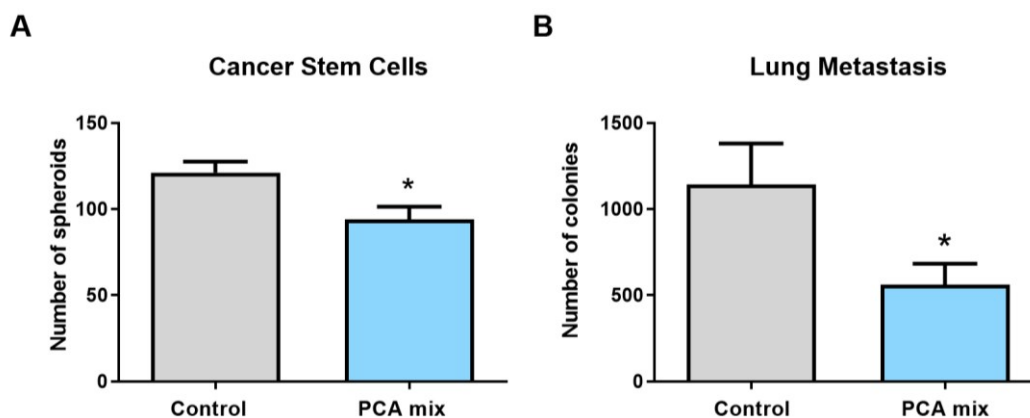 A
Cancer Stem Cells
Number of spheroids
150
100
50
0
*
Control
PCA mix
B
Lung Metastasis
Number of colonies
1500
1000
500
0
*
Control
PCA mix